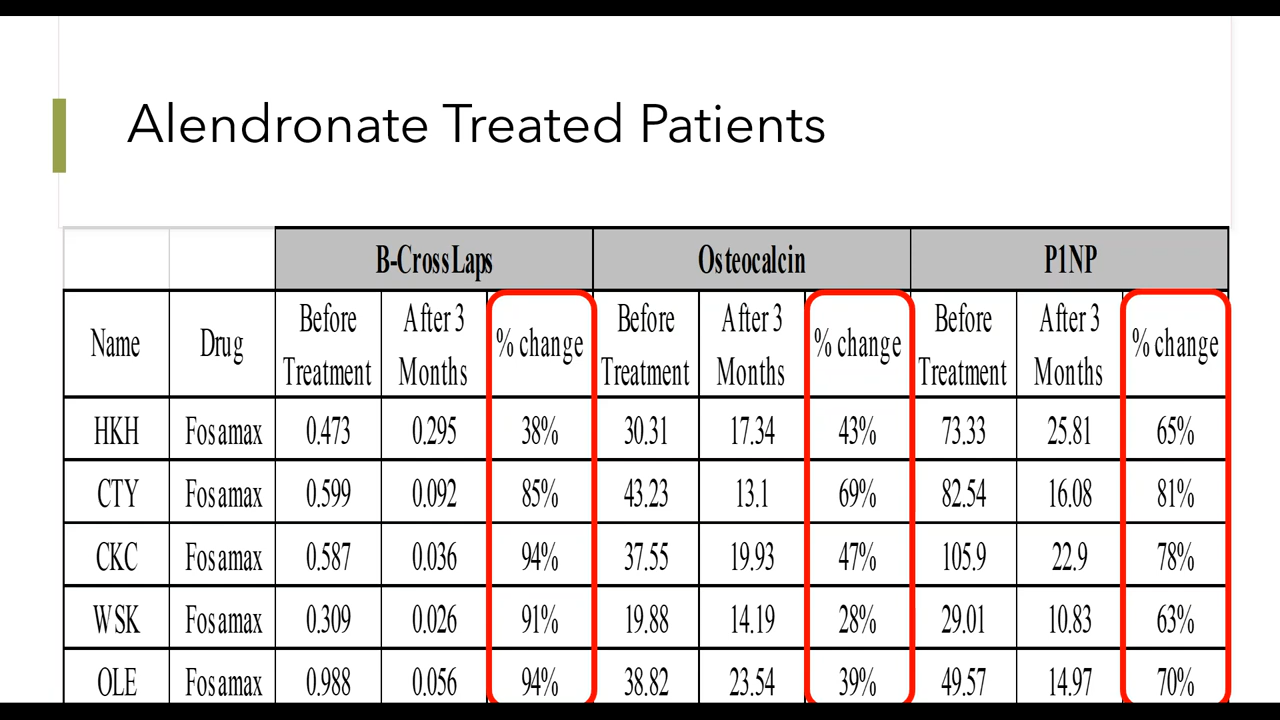 Alendronate Treated Patients
B-CrossLaps Osteocalcin P1NP
Name Drug Before Treatment After 3 Months % change Before Treatment After 3 Months % change Before Treatment After 3 Months % change
HKH Fosamax 0.473 0.295 38% 30.31 17.34 43% 73.33 25.81 65%
CTY Fosamax 0.599 0.092 85% 43.23 13.1 69% 82.54 16.08 81%
CKC Fosamax 0.587 0.036 94% 37.55 19.93 47% 105.9 22.9 78%
WSK Fosamax 0.309 0.026 91% 19.88 14.19 28% 29.01 10.83 63%
OLE Fosamax 0.988 0.056 94% 38.82 23.54 39% 49.57 14.97 70%